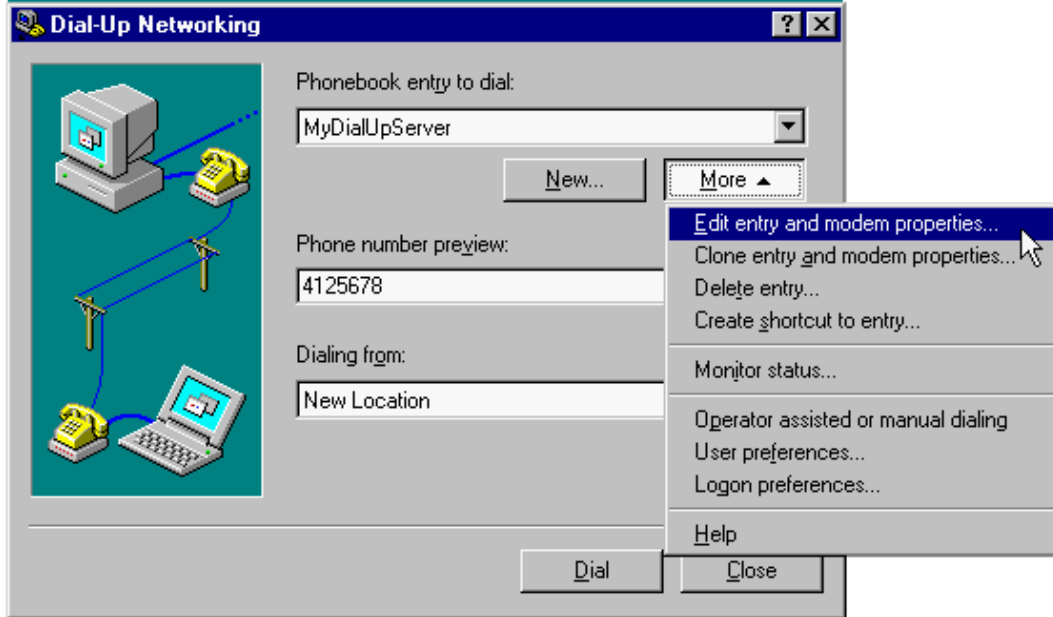 Dial-Up Networking
Phonebook entry to dial:
MyDialUpServer
New...
More
Edit entry and modem properties...
Clone entry and modem properties...
Delete entry...
Create shortcut to entry...
Monitor status...
Operator assisted or manual dialing
User preferences...
Logon preferences...
Help
Phone number preview:
4125678
Dialing from:
New Location
Dial
Close